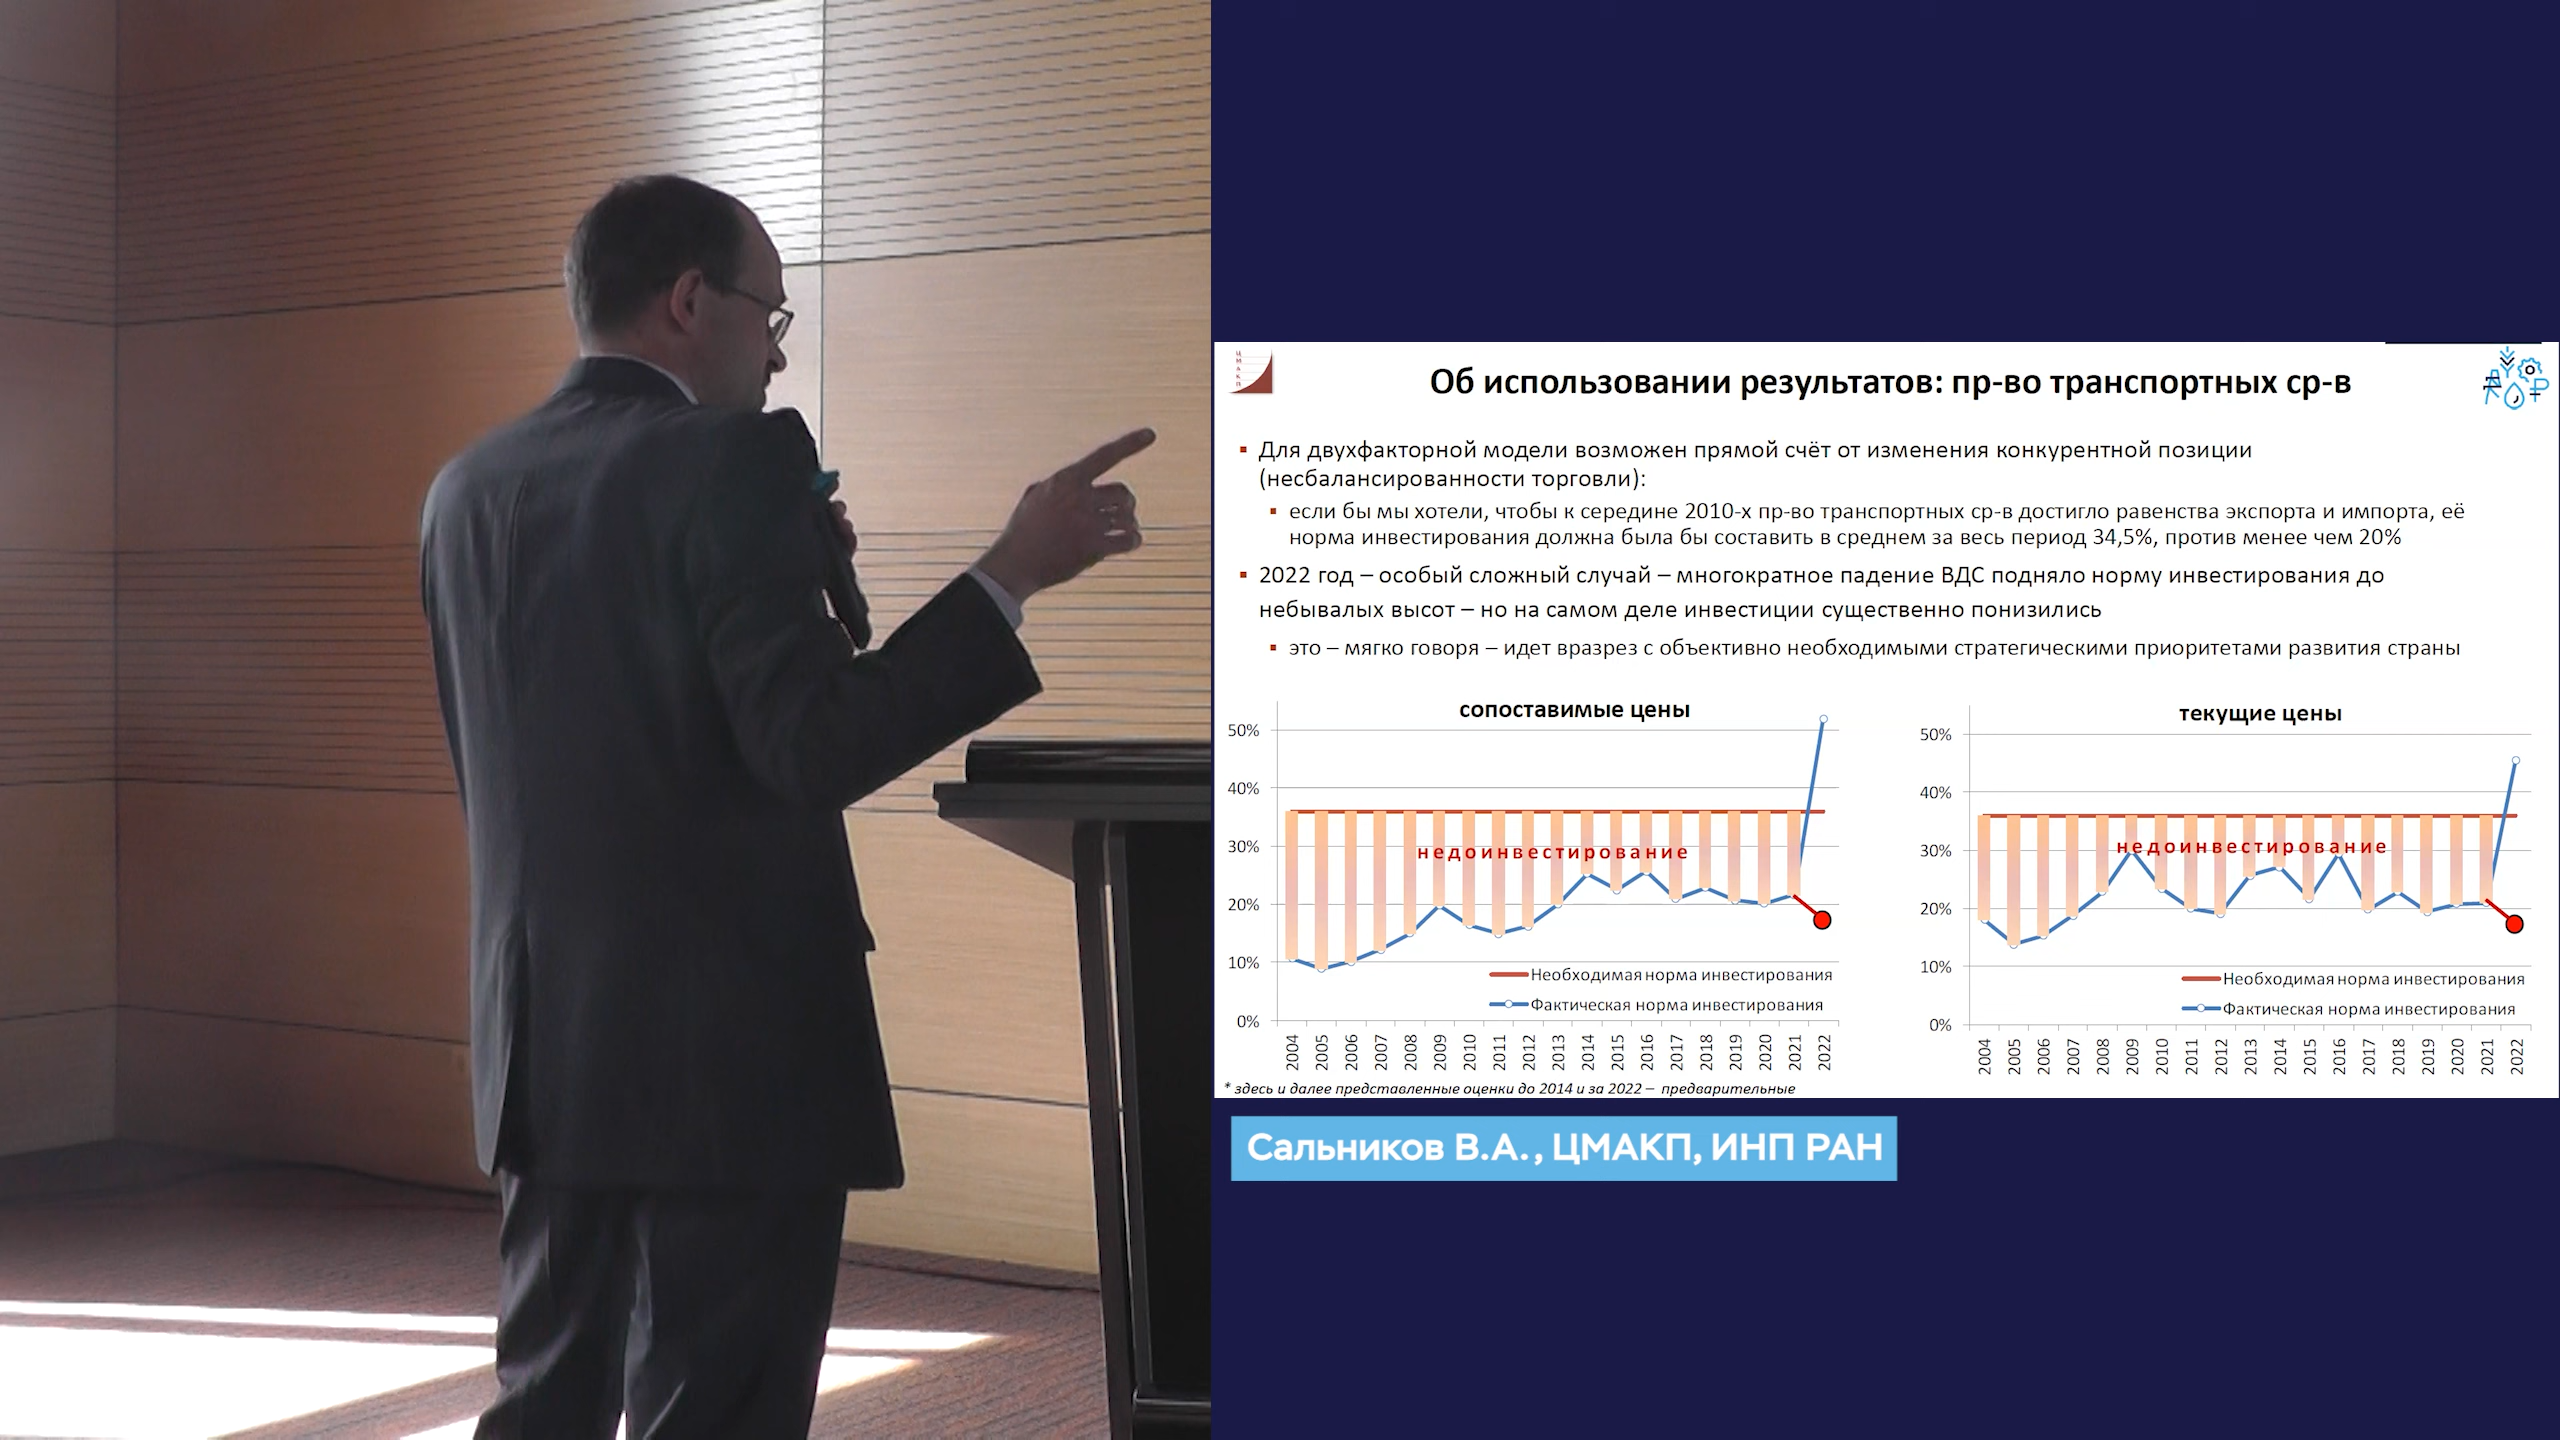 ЦМАКП
Об использовании результатов: пр-во транспортных ср-в
Для двухфакторной модели возможен прямой счёт от изменения конкурентной позиции
(несбалансированности торговли):
если бы мы хотели, чтобы к середине 2010-х пр-во транспортных ср-в достигло равенства экспорта и импорта, её
норма инвестирования должна была бы составить в среднем за весь период 34,5%, против менее чем 20%
2022 год – особый сложный случай – многократное падение ВДС подняло норму инвестирования до
небывалых высот – но на самом деле инвестиции существенно понизились
это – мягко говоря – идет вразрез с объективно необходимыми стратегическими приоритетами развития страны
сопоставимые цены
50%
40%
30%
20%
10%
0%
недоинвестирование
Необходимая норма инвестирования
Фактическая норма инвестирования
2004 2005 2006 2007 2008 2009 2010 2011 2012 2013 2014 2015 2016 2017 2018 2019 2020 2021 2022
текущие цены
50%
40%
30%
20%
10%
0%
недоинвестирование
Необходимая норма инвестирования
Фактическая норма инвестирования
2004 2005 2006 2007 2008 2009 2010 2011 2012 2013 2014 2015 2016 2017 2018 2019 2020 2021 2022
* здесь и далее представленные оценки до 2014 и за 2022 – предварительные
Сальников В.А., ЦМАКП, ИНП РАН